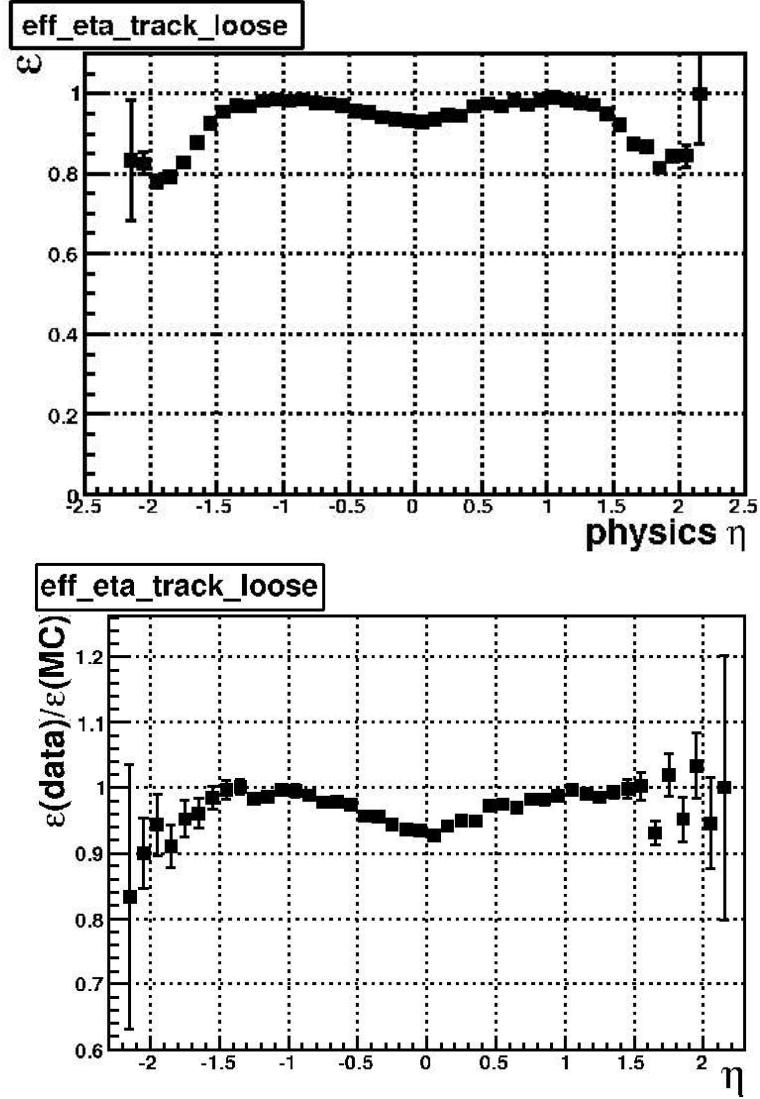 eff_eta_track_loose
ε
1
0.8
0.6
0.4
0.2
0
-2.5 -2 -1.5 -1 -0.5 0 0.5 1 1.5 2 2.5
physics η
eff_eta_track_loose
ε(data)/ε(MC)
1.2
1.1
1
0.9
0.8
0.7
0.6
-2 -1.5 -1 -0.5 0 0.5 1 1.5 2
η